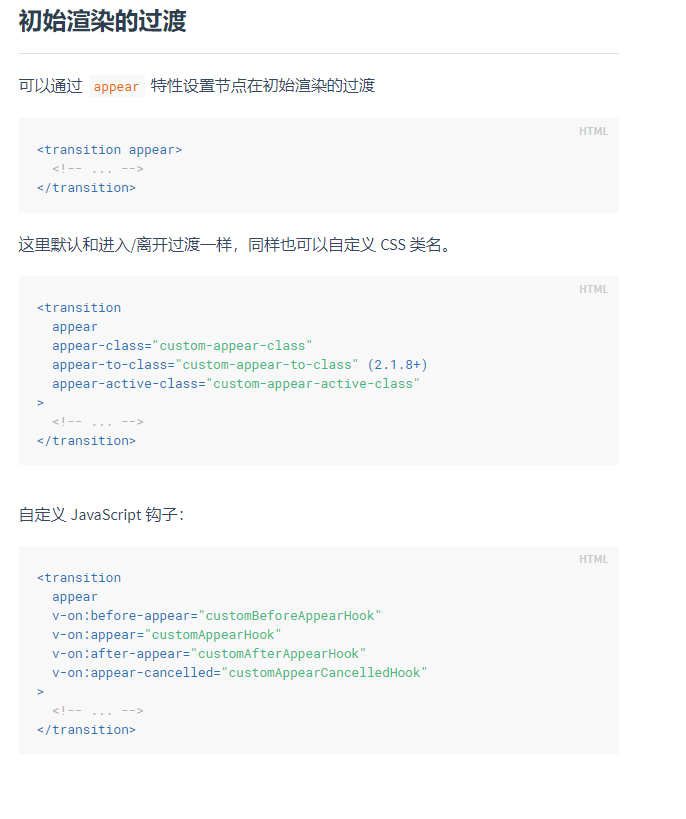 初始渲染的过渡
可以通过 appear 特性设置节点在初始渲染的过渡
HTML
<transition appear>
  <!-- ... -->
</transition>
这里默认和进入/离开过渡一样，同样也可以自定义 CSS 类名。
HTML
<transition
  appear
  appear-class="custom-appear-class"
  appear-to-class="custom-appear-to-class" (2.1.8+)
  appear-active-class="custom-appear-active-class"
>
  <!-- ... -->
</transition>
自定义 JavaScript 钩子：
HTML
<transition
  appear
  v-on:before-appear="customBeforeAppearHook"
  v-on:appear="customAppearHook"
  v-on:after-appear="customAfterAppearHook"
  v-on:appear-cancelled="customAppearCancelledHook"
>
  <!-- ... -->
</transition>